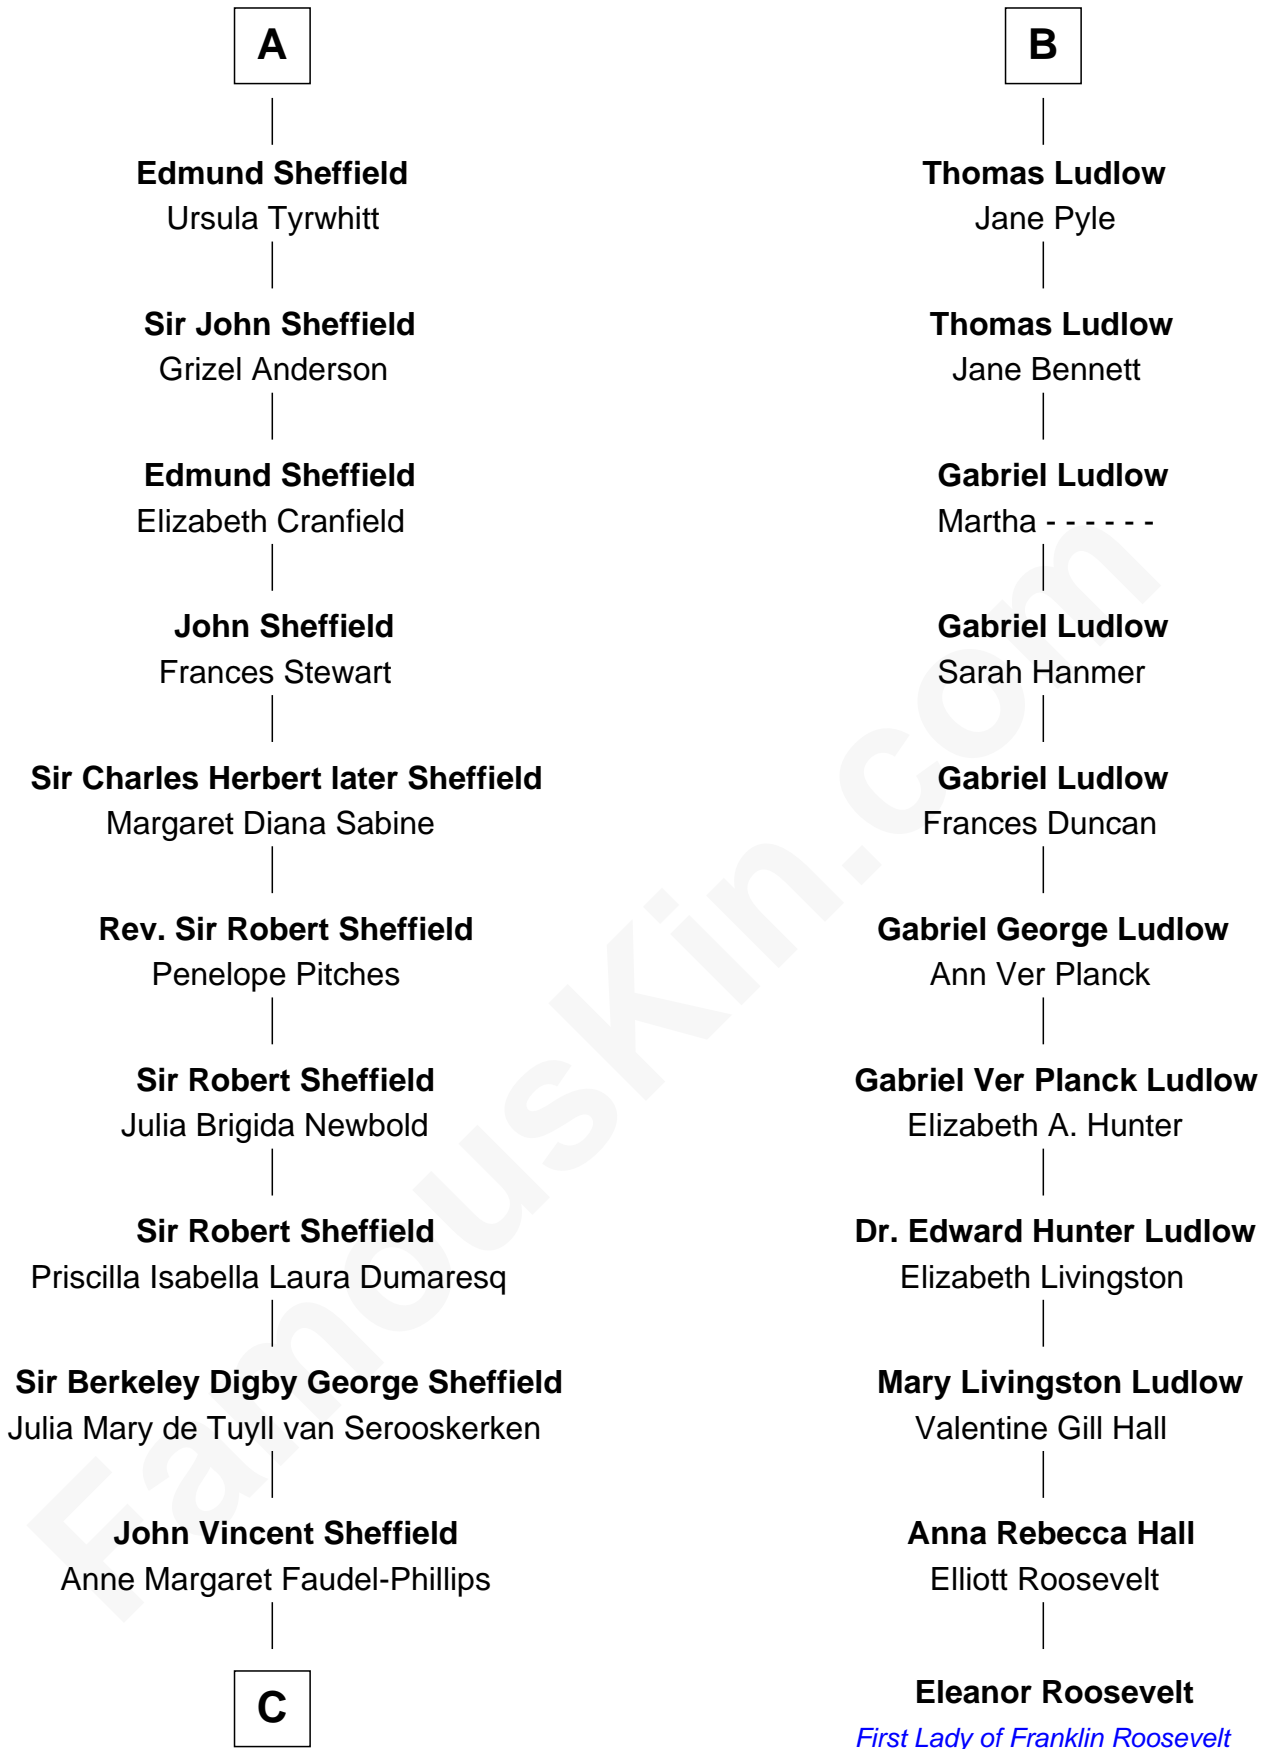 A
Edmund Sheffield
Ursula Tyrwhitt
Sir John Sheffield
Grizel Anderson
Edmund Sheffield
Elizabeth Cranfield
John Sheffield
Frances Stewart
Sir Charles Herbert later Sheffield
Margaret Diana Sabine
Rev. Sir Robert Sheffield
Penelope Pitches
Sir Robert Sheffield
Julia Brigida Newbold
Sir Robert Sheffield
Priscilla Isabella Laura Dumaresq
Sir Berkeley Digby George Sheffield
Julia Mary de Tuyll van Serooskerken
John Vincent Sheffield
Anne Margaret Faudel-Phillips
C
B
Thomas Ludlow
Jane Pyle
Thomas Ludlow
Jane Bennett
Gabriel Ludlow
Martha - - - - - -
Gabriel Ludlow
Sarah Hanmer
Gabriel Ludlow
Frances Duncan
Gabriel George Ludlow
Ann Ver Planck
Gabriel Ver Planck Ludlow
Elizabeth A. Hunter
Dr. Edward Hunter Ludlow
Elizabeth Livingston
Mary Livingston Ludlow
Valentine Gill Hall
Anna Rebecca Hall
Elliott Roosevelt
Eleanor Roosevelt
First Lady of Franklin Roosevelt
FamousKin.com